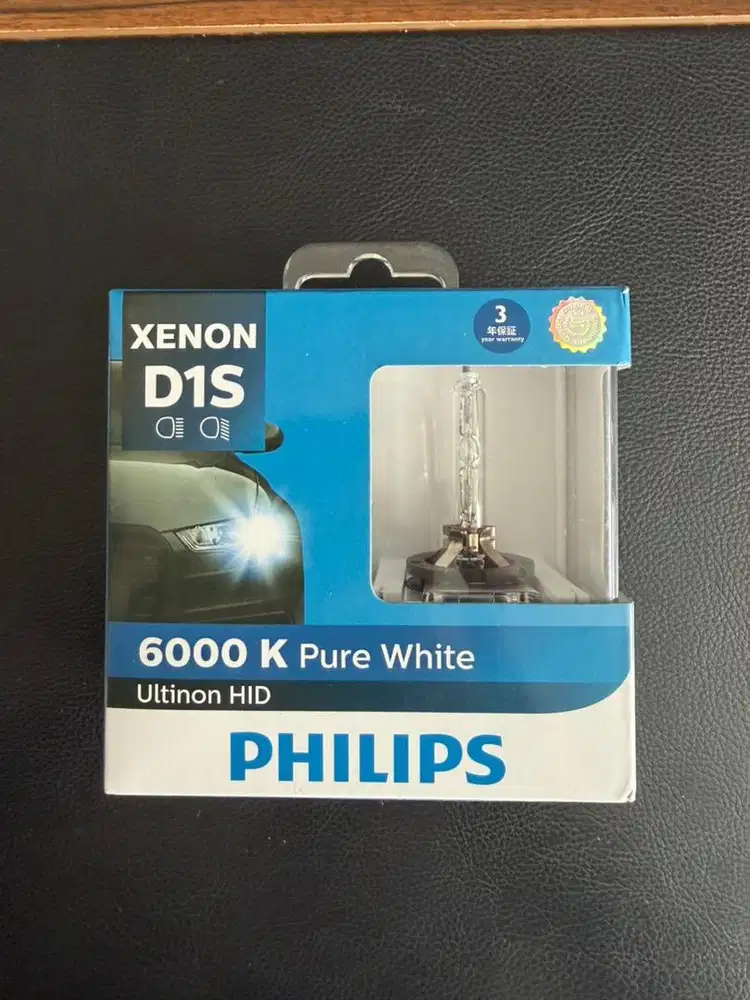 XENON
D1S
3
年保証
year warranty
6000 K Pure White
Ultinon HID
PHILIPS